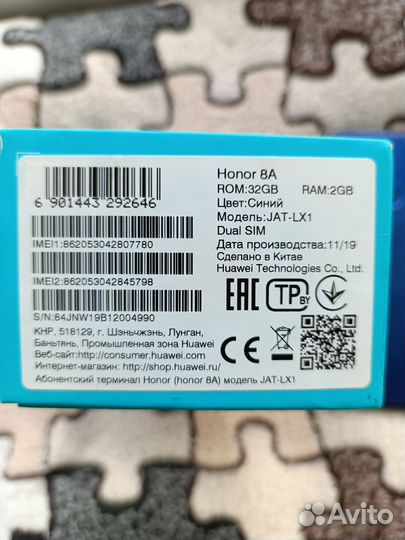 Honor 8A
ROM:32GB RAM:2GB
Цвет:Синий
Модель:JAT-LX1
Dual SIM
Дата производства:11/19
Сделано в Китае
Huawei Technologies Co., Ltd.
6 901443 292646
IMEI1:862053042807780
IMEI2:862053042845798
S/N:84JNW19B12004990
EAC
TP BY
КНР, 518129, г. Шэньчжэнь, Лунган,
Баньтянь, Промышленная зона Huawei
Веб-сайт:http://consumer.huawei.com
Интернет-магазин: http://shop.huawei.ru/
CE
Абонентский терминал Honor (honor 8A) модель JAT-LX1
Avito